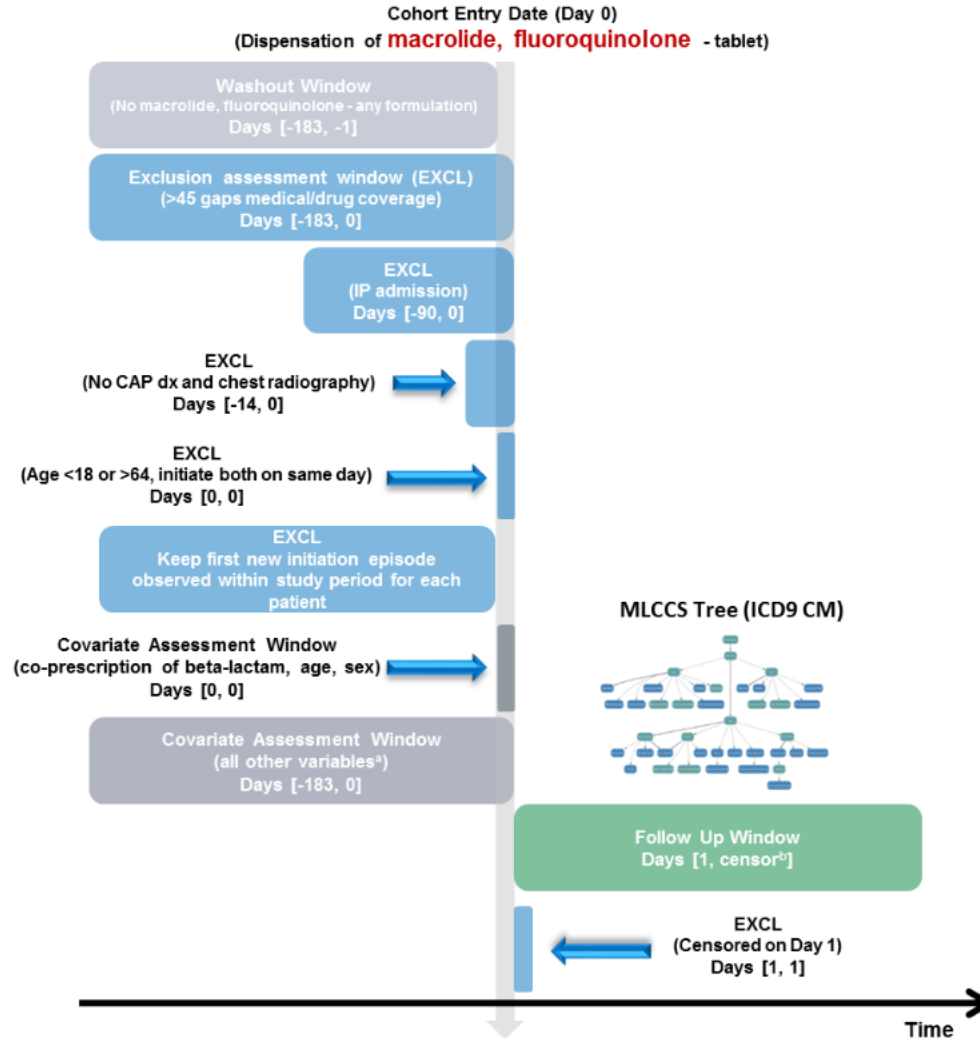 Cohort Entry Date (Day 0)
(Dispensation of macrolide, fluoroquinolone - tablet)
Washout Window
(No macrolide, fluoroquinolone - any formulation)
Days [-183, -1]
Exclusion assessment window (EXCL)
(>45 gaps medical/drug coverage)
Days [-183, 0]
EXCL
(IP admission)
Days [-90, 0]
EXCL
(No CAP dx and chest radiography)
Days [-14, 0]
EXCL
(Age <18 or >64, initiate both on same day)
Days [0, 0]
EXCL
Keep first new initiation episode
observed within study period for each
patient
MLCCS Tree (ICD9 CM)
Covariate Assessment Window
(co-prescription of beta-lactam, age, sex)
Days [0, 0]
Covariate Assessment Window
(all other variablesª)
Days [-183, 0]
Follow Up Window
Days [1, censorᵇ]
EXCL
(Censored on Day 1)
Days [1, 1]
Time